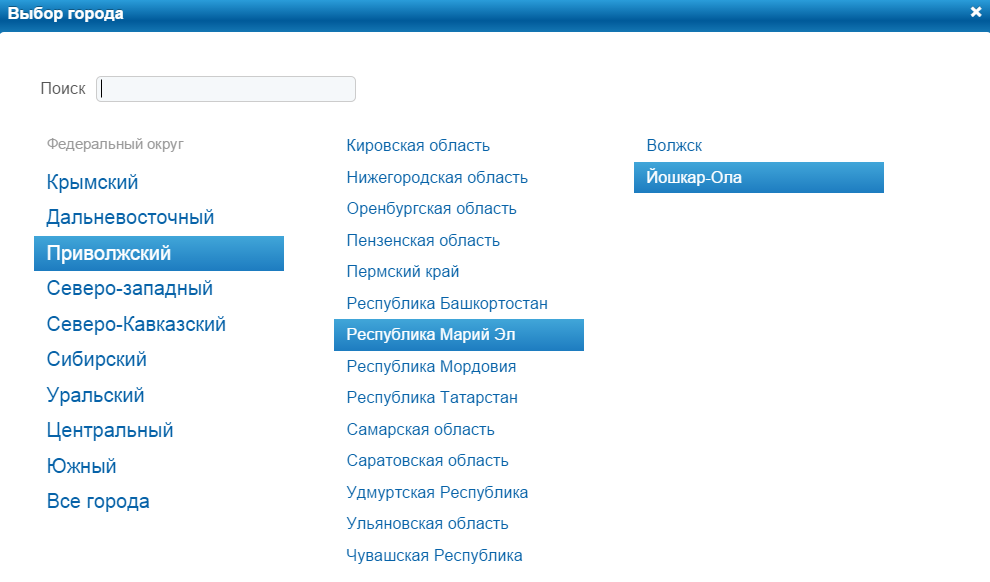 Выбор города
Поиск
Федеральный округ
Крымский
Дальневосточный
Приволжский
Северо-западный
Северо-Кавказский
Сибирский
Уральский
Центральный
Южный
Все города
Кировская область
Нижегородская область
Оренбургская область
Пензенская область
Пермский край
Республика Башкортостан
Республика Марий Эл
Республика Мордовия
Республика Татарстан
Самарская область
Саратовская область
Удмуртская Республика
Ульяновская область
Чувашская Республика
Волжск
Йошкар-Ола